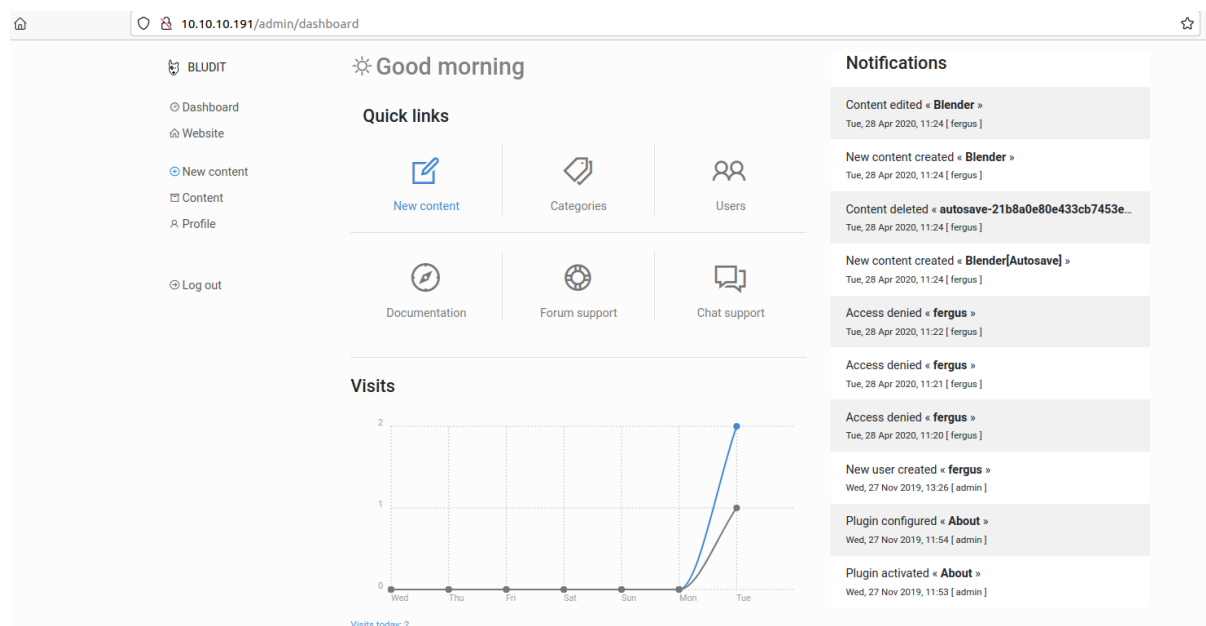 10.10.10.191/admin/dashboard
BLUDIT
Dashboard
Website
New content
Content
Profile
Log out
Good morning
Quick links
New content
Categories
Users
Documentation
Forum support
Chat support
Visits
2
1
0
Wed Thu Fri Sat Sun Mon Tue
Visits today: 2
Notifications
Content edited « Blender »
Tue, 28 Apr 2020, 11:24 [ fergus ]
New content created « Blender »
Tue, 28 Apr 2020, 11:24 [ fergus ]
Content deleted « autosave-21b8a0e80e433cb7453e...
Tue, 28 Apr 2020, 11:24 [ fergus ]
New content created « Blender[Autosave] »
Tue, 28 Apr 2020, 11:24 [ fergus ]
Access denied « fergus »
Tue, 28 Apr 2020, 11:22 [ fergus ]
Access denied « fergus »
Tue, 28 Apr 2020, 11:21 [ fergus ]
Access denied « fergus »
Tue, 28 Apr 2020, 11:20 [ fergus ]
New user created « fergus »
Wed, 27 Nov 2019, 13:26 [ admin ]
Plugin configured « About »
Wed, 27 Nov 2019, 11:54 [ admin ]
Plugin activated « About »
Wed, 27 Nov 2019, 11:53 [ admin ]